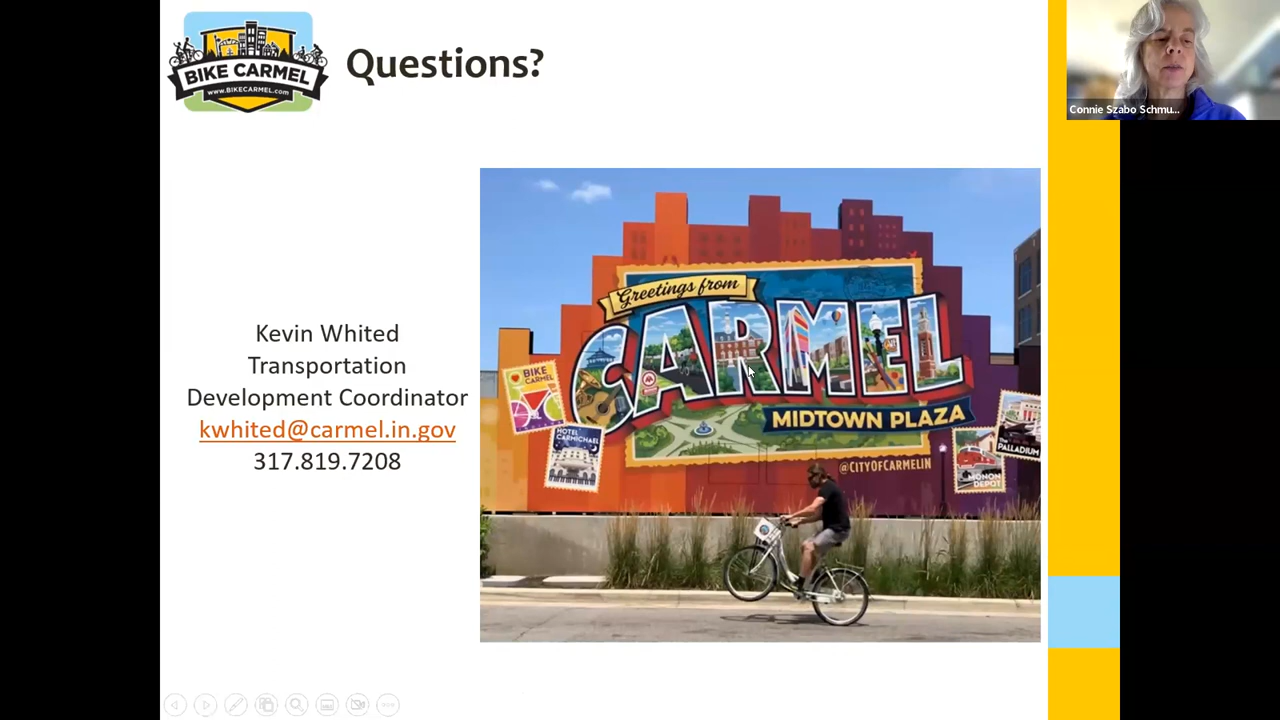 BIKE CARMEL
www.BIKECARMEL.com
Questions?
Connie Szabo Schmu...
Kevin Whited
Transportation
Development Coordinator
kwhited@carmel.in.gov
317.819.7208
Greetings from
CARMEL
MIDTOWN PLAZA
@CITYOFCARMELIN
BIKE
CARMEL
HOTEL
CARMICHAEL
The
PALLADIUM
MONON
DEPOT